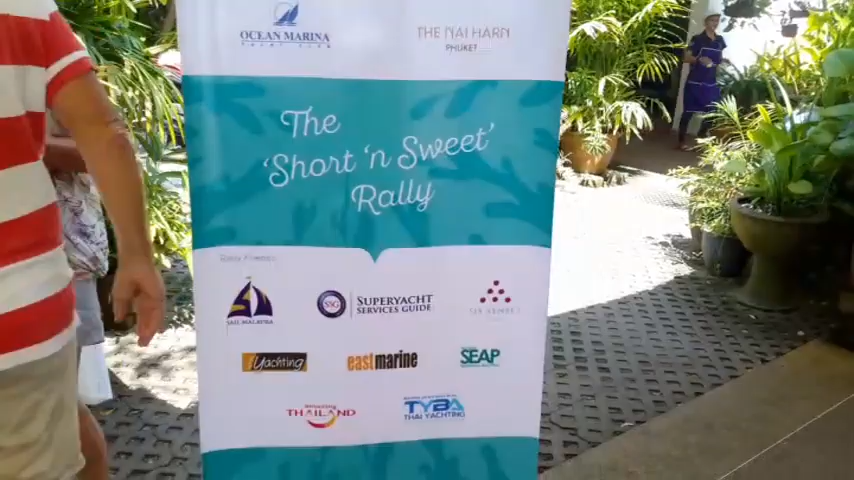 OCEAN MARINA
YACHT CLUB
THE NAI HARN
PHUKET
The
'Short 'n Sweet'
Rally
SAIL MALAYSIA
SSG
SUPERYACHT
SERVICES GUIDE
Yachting
eastmarine
SEAP
THAILAND
TYBA
THAI YACHTING